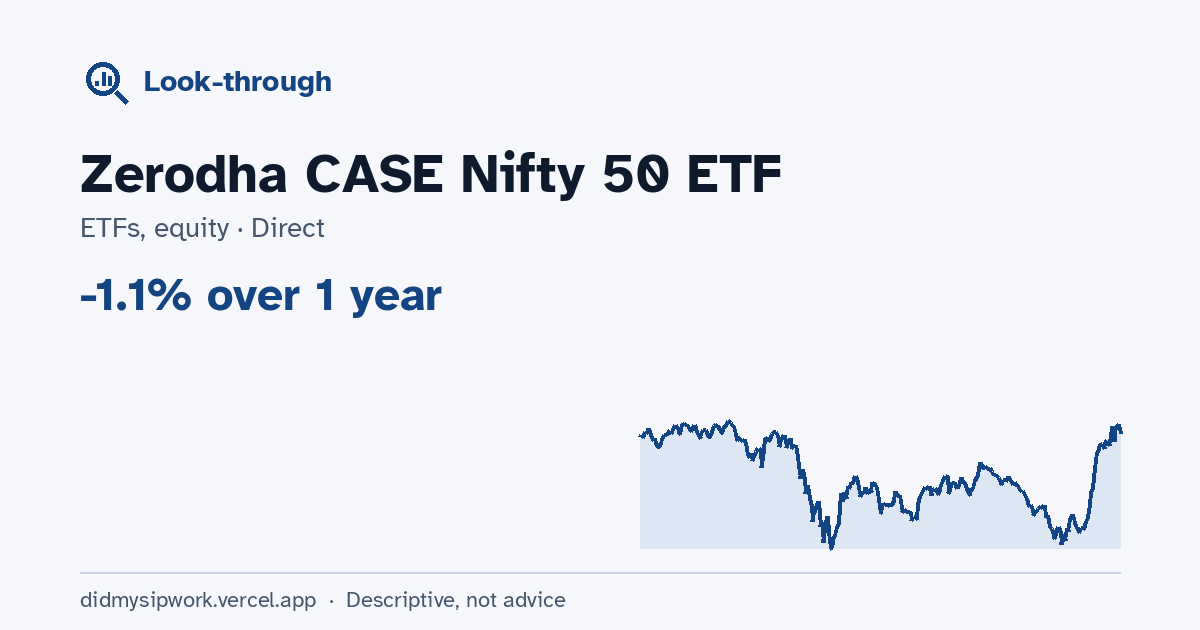 Look-through
Zerodha CASE Nifty 50 ETF
ETFs, equity · Direct
-1.1% over 1 year
didmysipwork.vercel.app · Descriptive, not advice